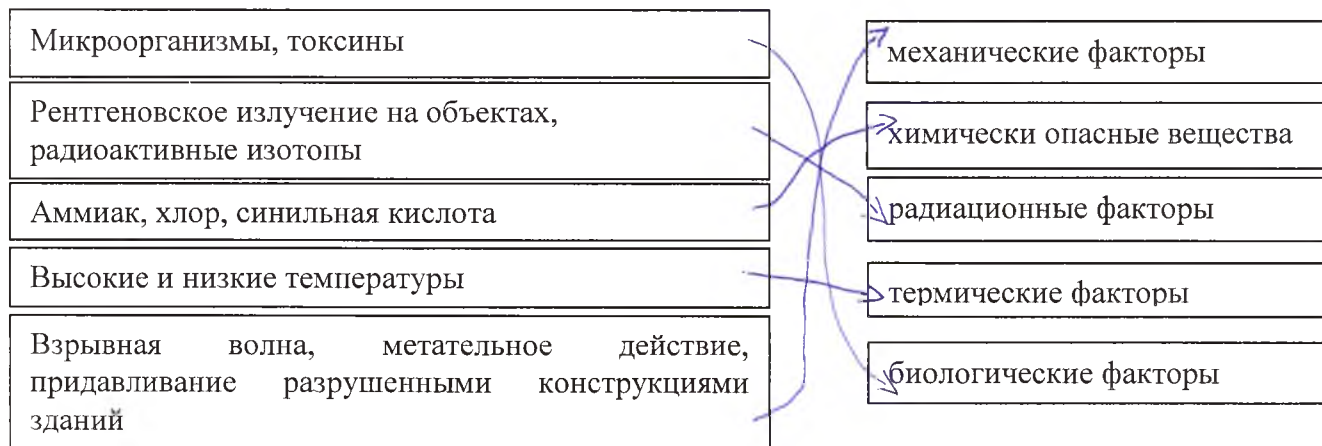 Микроорганизмы, токсины
Рентгеновское излучение на объектах,
радиоактивные изотопы
Аммиак, хлор, синильная кислота
Высокие и низкие температуры
Взрывная волна, метательное действие,
придавливание разрушенными конструкциями
зданий
механические факторы
химически опасные вещества
радиационные факторы
термические факторы
биологические факторы